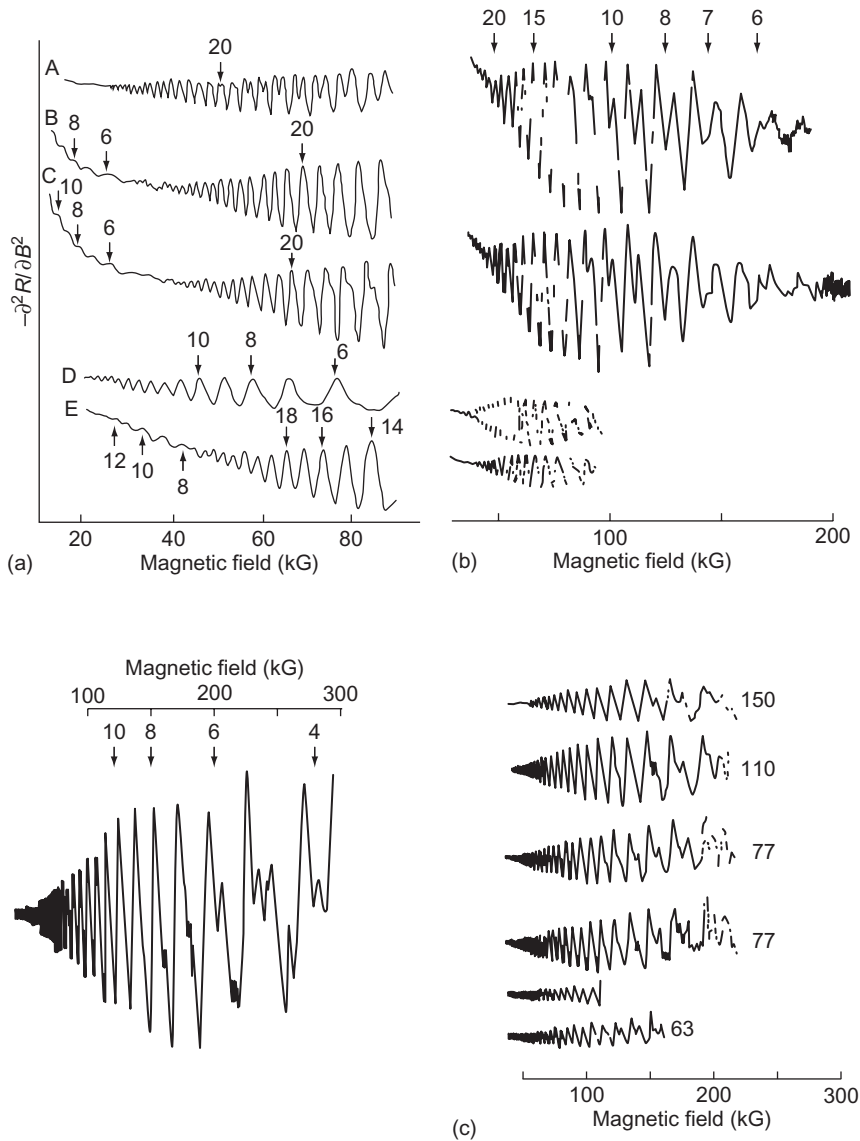 20
A
B
8
6
20
C
10
8
6
20
−∂²R/∂B²
10
8
6
D
E
18
16
14
12
10
8
20 40 60 80
(a) Magnetic field (kG)
20 15 10 8 7 6
100 200
(b) Magnetic field (kG)
Magnetic field (kG)
100 200 300
10 8 6 4
150
110
77
77
63
100 200 300
(c) Magnetic field (kG)